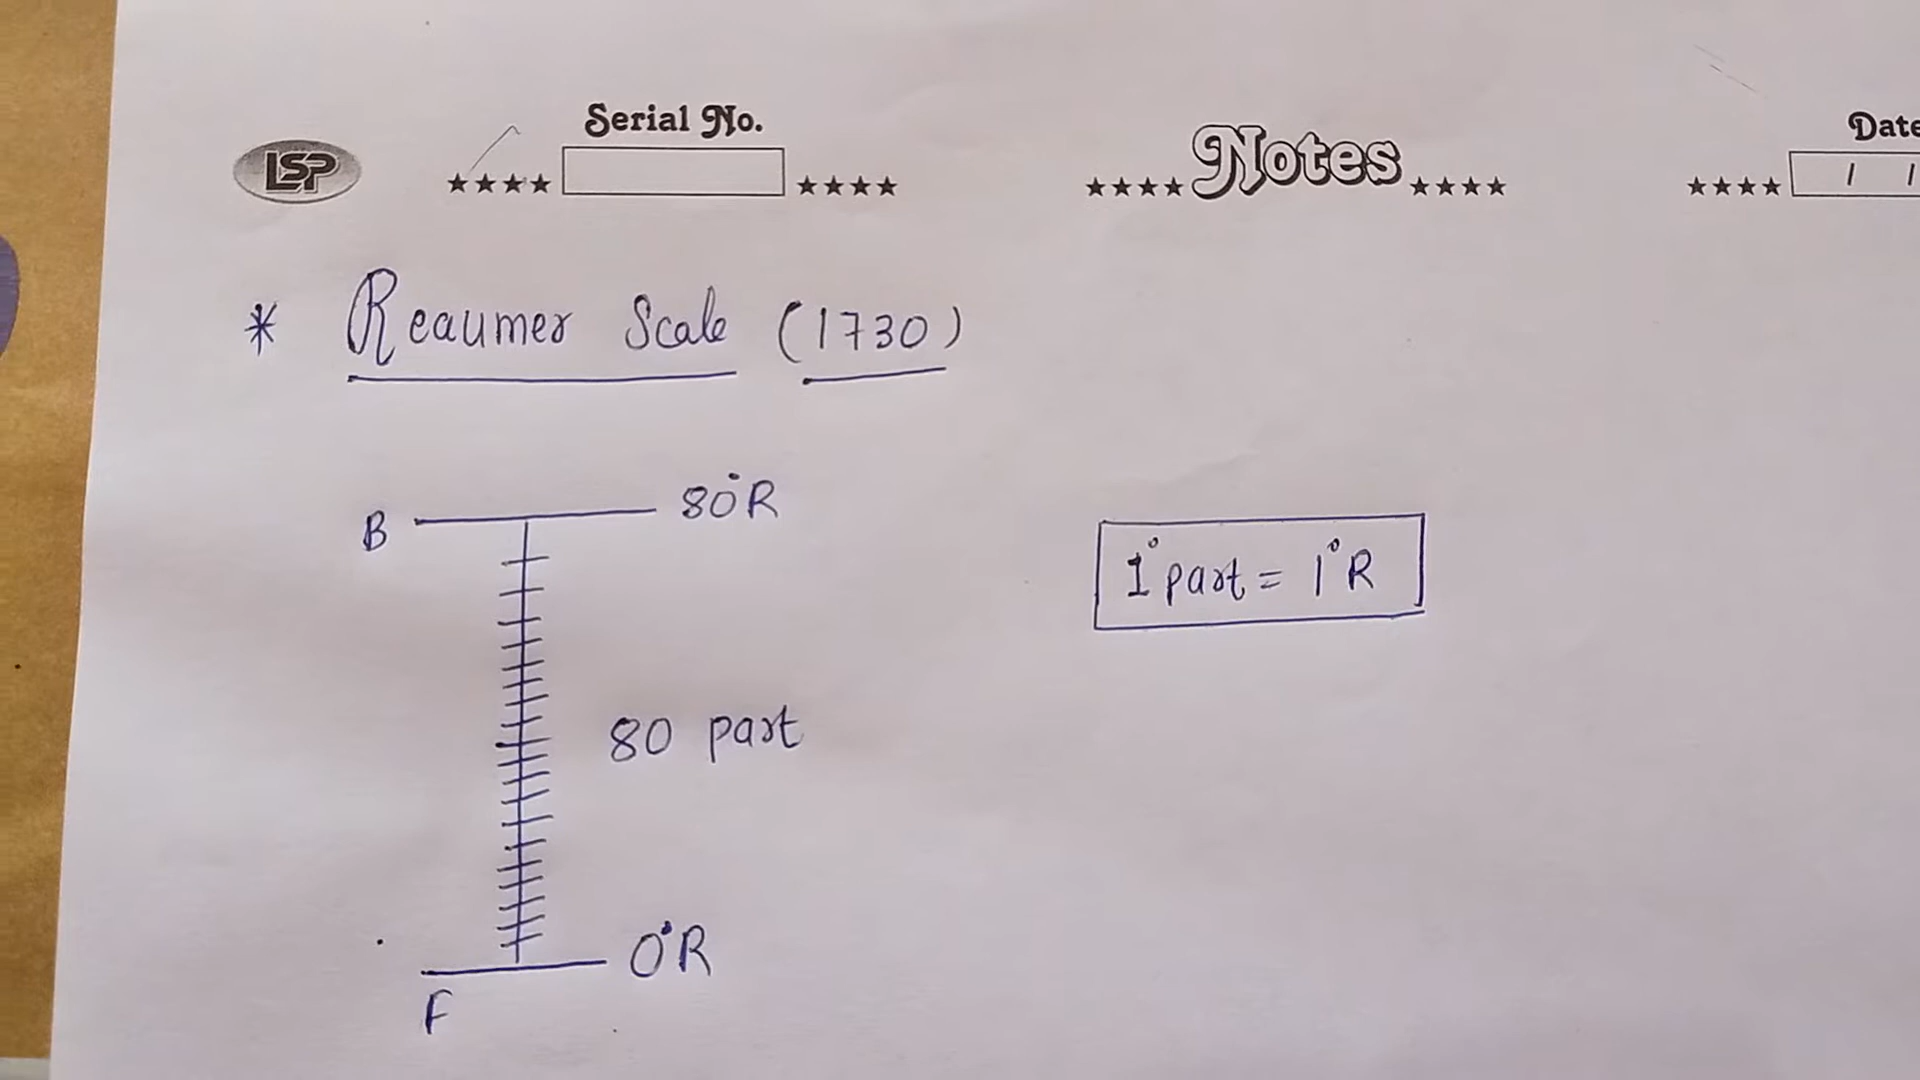 Serial No.
LSP
Notes
Date
* Reaumer Scale (1730)
B
80°R
1° part = 1°R
80 part
0°R
F